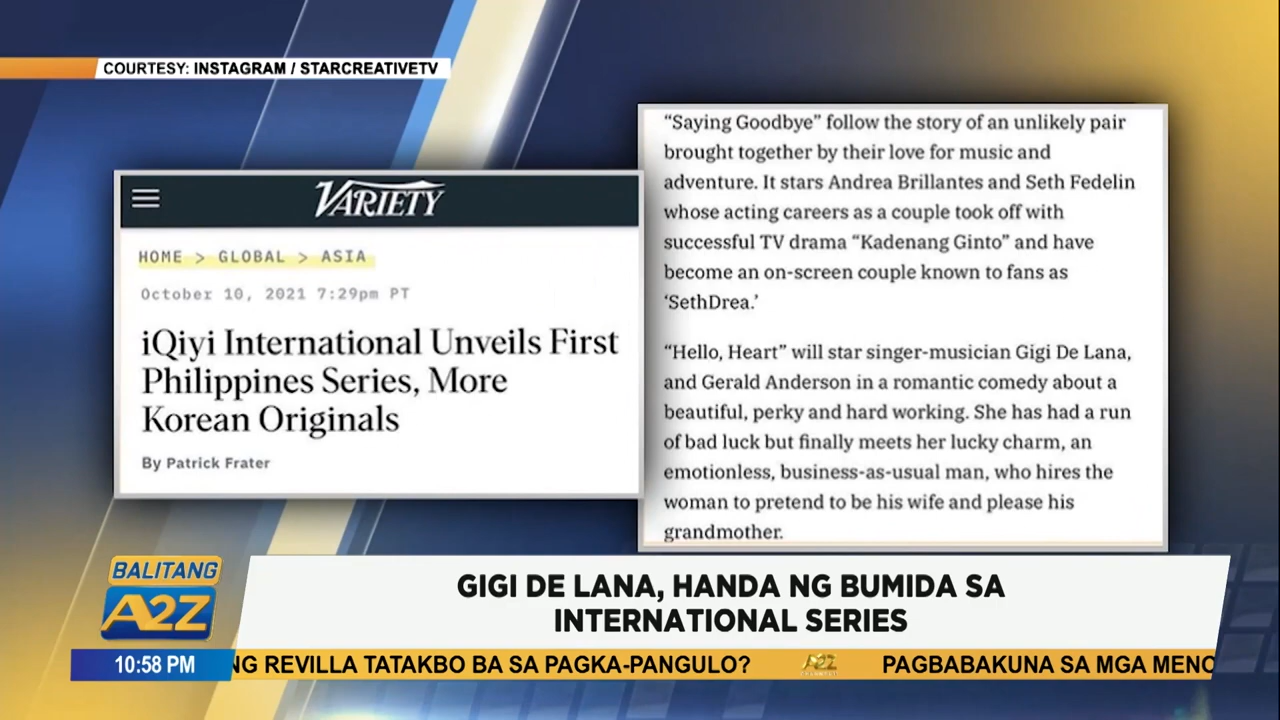 COURTESY: INSTAGRAM / STARCREATIVETV
VARIETY
HOME > GLOBAL > ASIA
October 10, 2021 7:29pm PT
iQiyi International Unveils First
Philippines Series, More
Korean Originals
By Patrick Frater
“Saying Goodbye” follow the story of an unlikely pair
brought together by their love for music and
adventure. It stars Andrea Brillantes and Seth Fedelin
whose acting careers as a couple took off with
successful TV drama “Kadenang Ginto” and have
become an on-screen couple known to fans as
‘SethDrea.’
“Hello, Heart” will star singer-musician Gigi De Lana,
and Gerald Anderson in a romantic comedy about a
beautiful, perky and hard working. She has had a run
of bad luck but finally meets her lucky charm, an
emotionless, business-as-usual man, who hires the
woman to pretend to be his wife and please his
grandmother.
BALITANG
A2Z
GIGI DE LANA, HANDA NG BUMIDA SA
INTERNATIONAL SERIES
10:58 PM
NG REVILLA TATAKBO BA SA PAGKA-PANGULO? A2Z CHANNEL PAGBABAKUNA SA MGA MENO